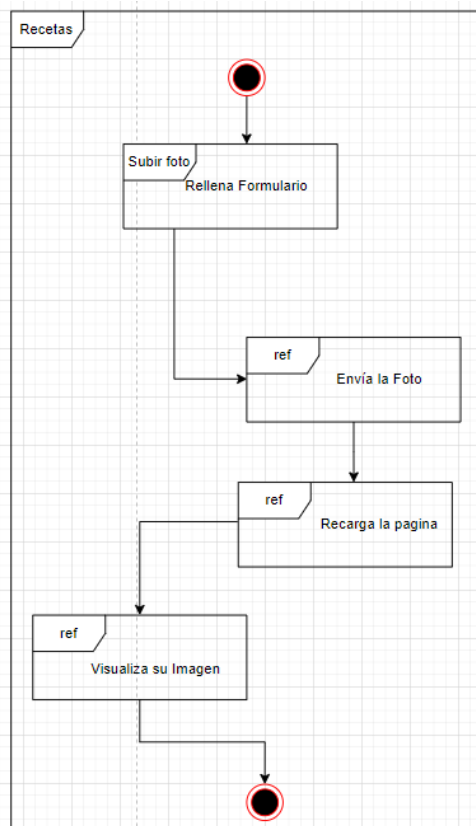 Recetas
Subir foto
Rellena Formulario
ref
Envía la Foto
ref
Recarga la pagina
ref
Visualiza su Imagen